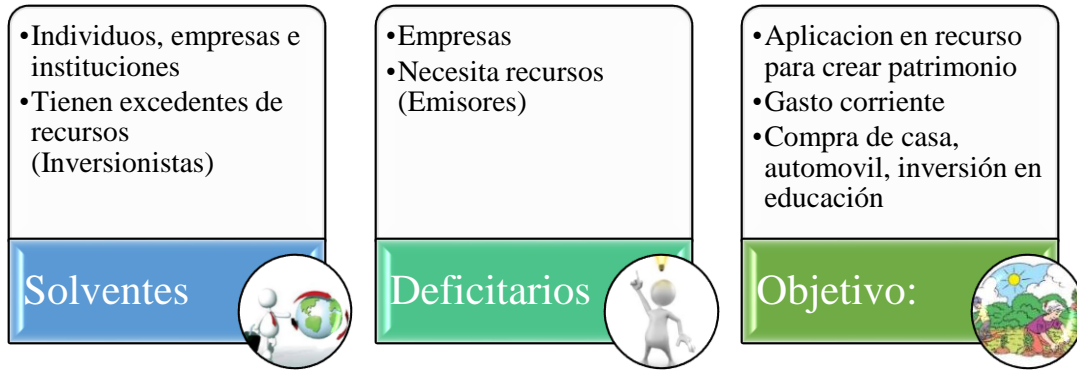 •Individuos, empresas e
instituciones
•Tienen excedentes de
recursos
(Inversionistas)
Solventes
•Empresas
•Necesita recursos
(Emisores)
Deficitarios
•Aplicacion en recurso
para crear patrimonio
•Gasto corriente
•Compra de casa,
automovil, inversión en
educación
Objetivo: